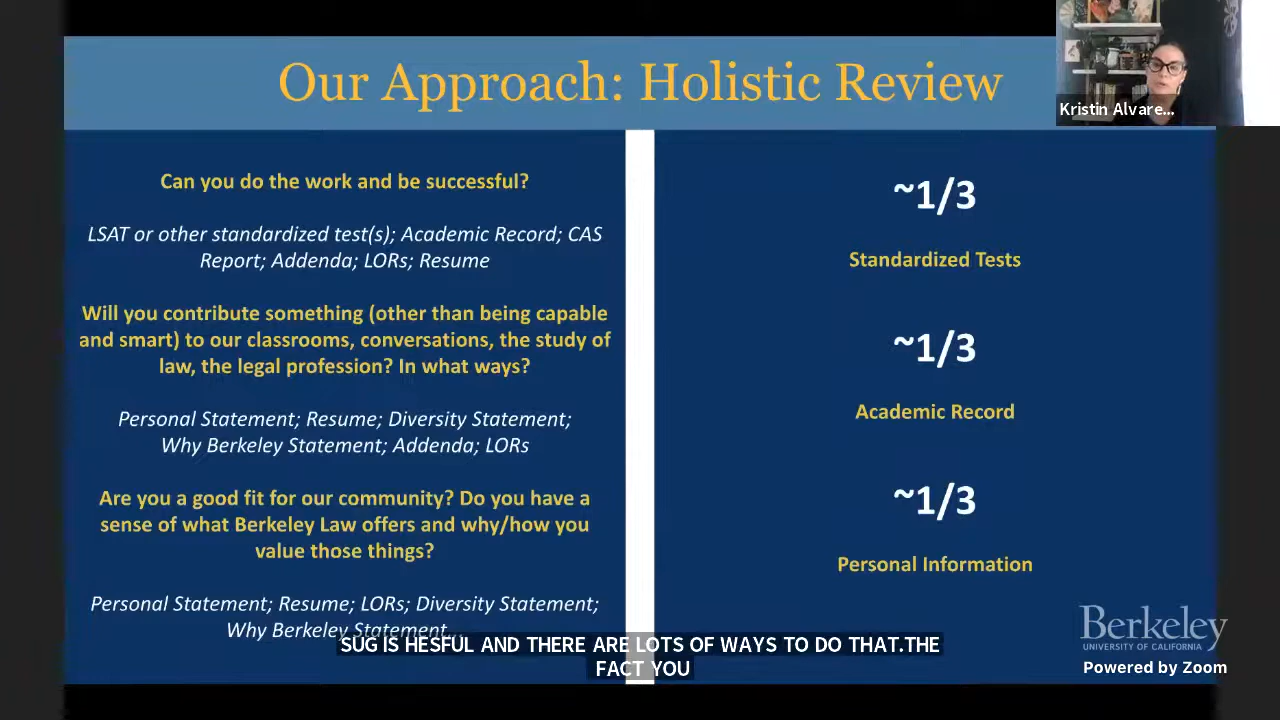 Our Approach: Holistic Review
Kristin Alvare...
Can you do the work and be successful?
LSAT or other standardized test(s); Academic Record; CAS
Report; Addenda; LORs; Resume
Will you contribute something (other than being capable
and smart) to our classrooms, conversations, the study of
law, the legal profession? In what ways?
Personal Statement; Resume; Diversity Statement;
Why Berkeley Statement; Addenda; LORs
Are you a good fit for our community? Do you have a
sense of what Berkeley Law offers and why/how you
value those things?
Personal Statement; Resume; LORs; Diversity Statement;
Why Berkeley Statement...
~1/3
Standardized Tests
~1/3
Academic Record
~1/3
Personal Information
Berkeley
UNIVERSITY OF CALIFORNIA
Powered by Zoom
SUG IS HESFUL AND THERE ARE LOTS OF WAYS TO DO THAT.THE
FACT YOU